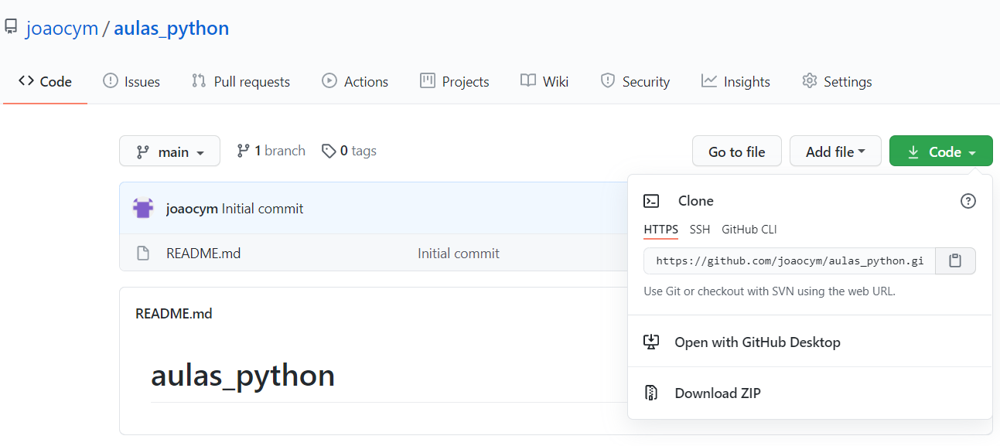 joaocym / aulas_python
Code Issues Pull requests Actions Projects Wiki Security Insights Settings
main 1 branch 0 tags Go to file Add file Code
joaocym Initial commit
README.md Initial commit
README.md
aulas_python
Clone
HTTPS SSH GitHub CLI
https://github.com/joaocym/aulas_python.gi
Use Git or checkout with SVN using the web URL.
Open with GitHub Desktop
Download ZIP